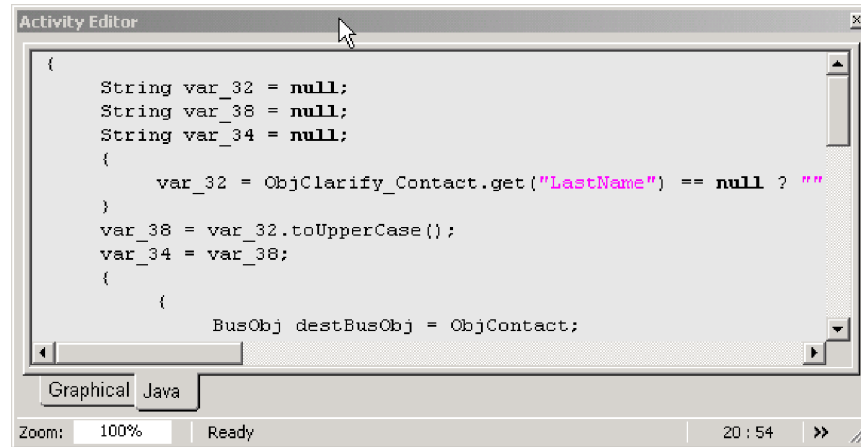 Activity Editor
{
String var_32 = null;
String var_38 = null;
String var_34 = null;
{
var_32 = ObjClarify_Contact.get("LastName") == null ? ""
}
var_38 = var_32.toUpperCase();
var_34 = var_38;
{
{
BusObj destBusObj = ObjContact;
Graphical Java
Zoom: 100% Ready 20 : 54 »